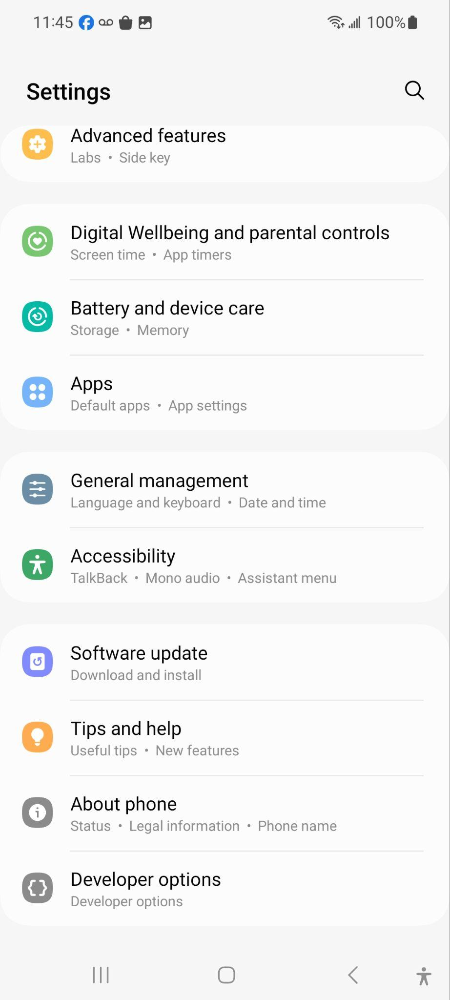 11:45 100%
Settings
Advanced features
Labs • Side key
Digital Wellbeing and parental controls
Screen time • App timers
Battery and device care
Storage • Memory
Apps
Default apps • App settings
General management
Language and keyboard • Date and time
Accessibility
TalkBack • Mono audio • Assistant menu
Software update
Download and install
Tips and help
Useful tips • New features
About phone
Status • Legal information • Phone name
Developer options
Developer options